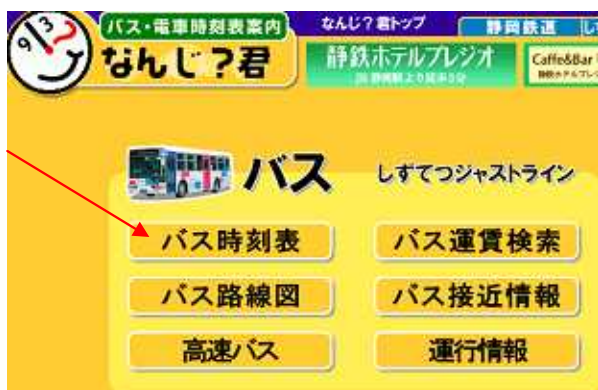 バス・電車時刻表案内
なんじ?君トップ
静岡鉄道
なんじ?君
静鉄ホテルプレジオ
Caffe&Bar
バス
しずてつジャストライン
バス時刻表
バス運賃検索
バス路線図
バス接近情報
高速バス
運行情報